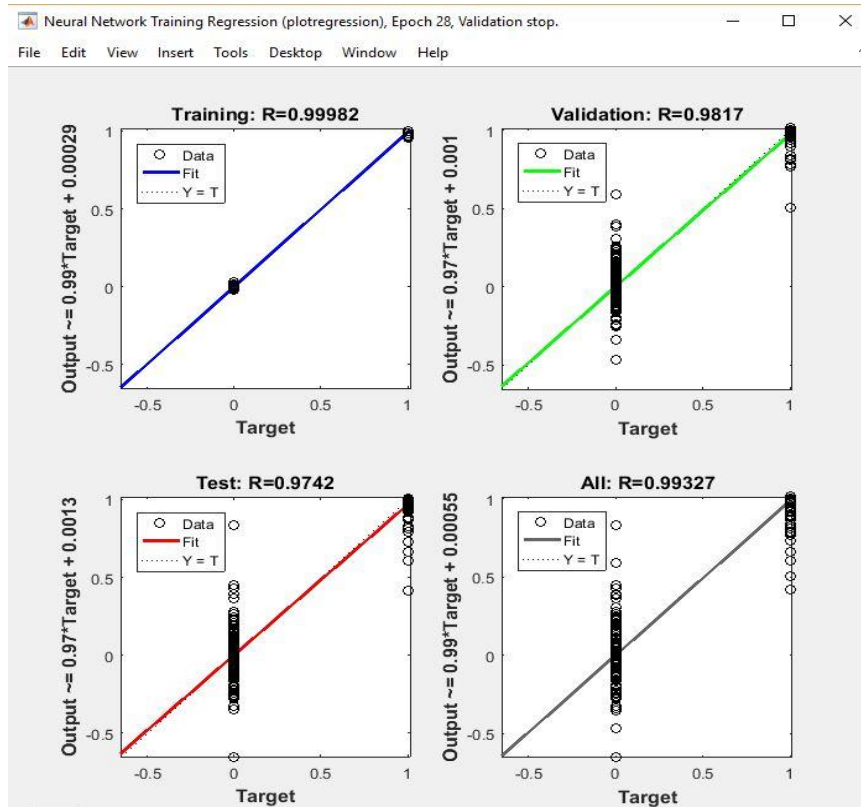 Neural Network Training Regression (plotregression), Epoch 28, Validation stop.
File Edit View Insert Tools Desktop Window Help
Training: R=0.99982
Output ~= 0.99*Target + 0.00029
Data
Fit
Y = T
1
0.5
0
-0.5
-0.5 0 0.5 1
Target
Validation: R=0.9817
Output ~= 0.97*Target + 0.001
Data
Fit
Y = T
1
0.5
0
-0.5
-0.5 0 0.5 1
Target
Test: R=0.9742
Output ~= 0.97*Target + 0.0013
Data
Fit
Y = T
1
0.5
0
-0.5
-0.5 0 0.5 1
Target
All: R=0.99327
Output ~= 0.99*Target + 0.00055
Data
Fit
Y = T
1
0.5
0
-0.5
-0.5 0 0.5 1
Target